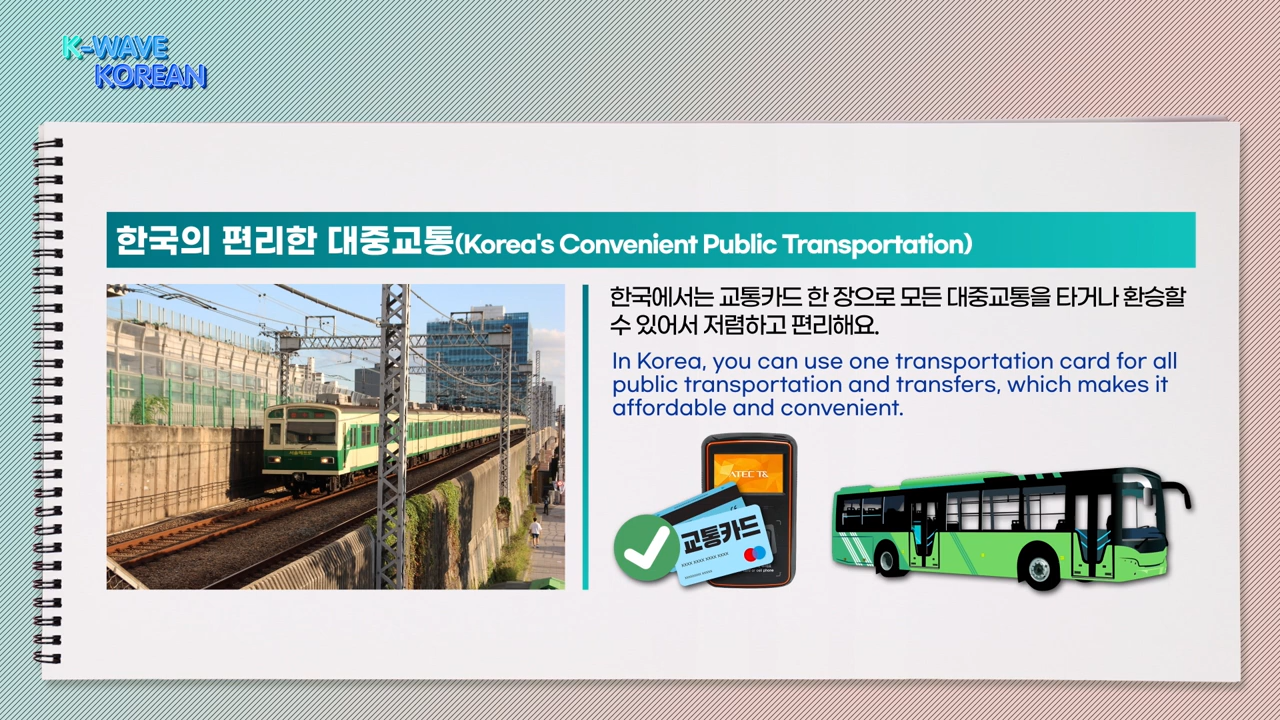 K-WAVE
KOREAN
한국의 편리한 대중교통(Korea's Convenient Public Transportation)
한국에서는 교통카드 한 장으로 모든 대중교통을 타거나 환승할
수 있어서 저렴하고 편리해요.
In Korea, you can use one transportation card for all
public transportation and transfers, which makes it
affordable and convenient.
ATEC T&
교통카드
XXXX XXXX XXXX XXXX